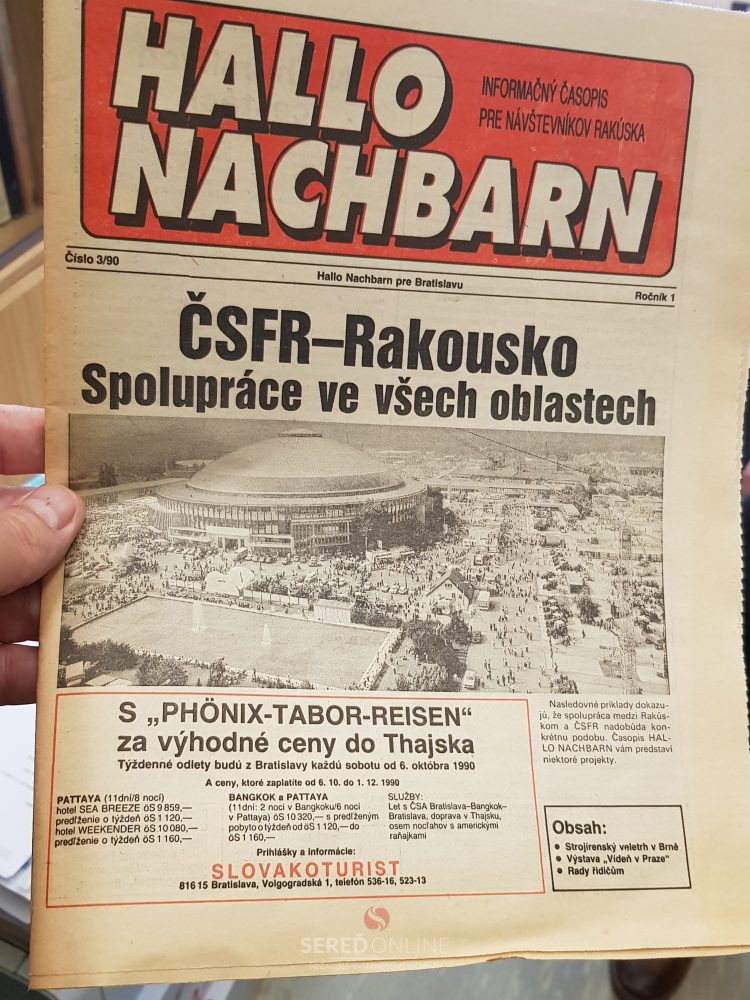 HALLO
NACHBARN
INFORMAČNÝ ČASOPIS
PRE NÁVŠTEVNÍKOV RAKÚSKA
Číslo 3/90
Hallo Nachbarn pre Bratislavu
Ročník 1
ČSFR–Rakousko
Spolupráce ve všech oblastech
S „PHÖNIX-TABOR-REISEN“
za výhodné ceny do Thajska
Týždenné odlety budú z Bratislavy každú sobotu od 6. októbra 1990
A ceny, ktoré zaplatíte od 6. 10. do 1. 12. 1990
PATTAYA (11dní/8 nocí)
hotel SEA BREEZE öS 9 859,—
predľženie o týždeň öS 1 120,—
hotel WEEKENDER öS 10 080,—
predľženie o týždeň öS 1 160,—
BANGKOK a PATTAYA
(11dní: 2 noci v Bangkoku/6 nocí
v Pattayi) öS 10 320,— s predľžením
pobyto o týždeň od öS 1 120,— do
öS 1 160,—
SLUŽBY:
Let s ČSA Bratislava–Bangkok–
Bratislava, doprava v Thajsku,
osem nocľahov s americkými
raňajkami
Prihlášky a informácie:
SLOVAKOTURIST
816 15 Bratislava, Volgogradská 1, telefón 536-16, 523-13
Nasledovné príklady dokazu-
jú, že spolupráca medzi Rakús-
kom a ČSFR nadobúda kon-
krétnu podobu. Časopis HAL-
LO NACHBARN vám predstaví
niektoré projekty.
Obsah:
● Strojírenský veletrh v Brně
● Výstava „Vídeň v Praze“
● Rady řidičům
SEREĎONLINE